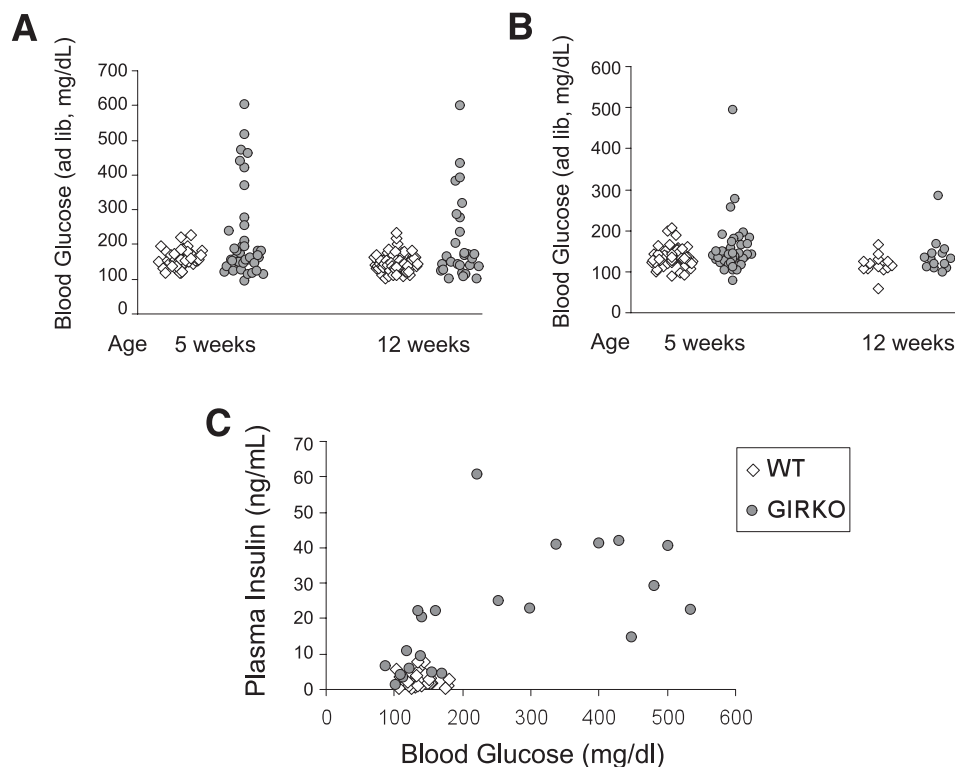 A
Blood Glucose (ad lib, mg/dL)
700
600
500
400
300
200
100
0
Age 5 weeks 12 weeks
B
Blood Glucose (ad lib, mg/dL)
600
500
400
300
200
100
0
Age 5 weeks 12 weeks
C
Plasma Insulin (ng/mL)
70
60
50
40
30
20
10
0
0 100 200 300 400 500 600
Blood Glucose (mg/dl)
WT
GIRKO